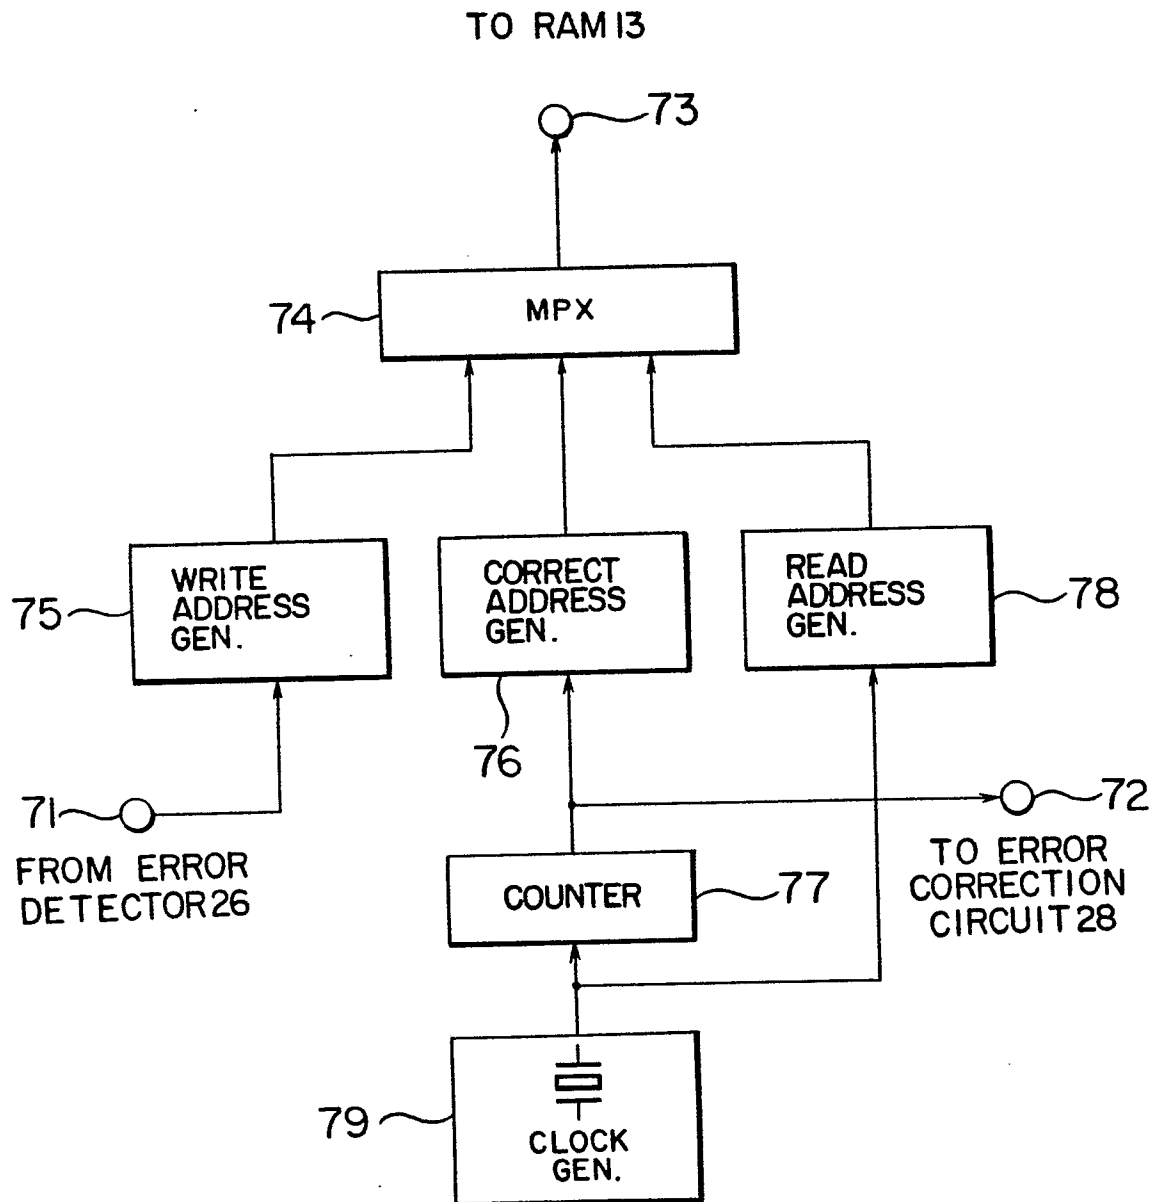 TO RAM 13
73
74
MPX
75
WRITE
ADDRESS
GEN.
CORRECT
ADDRESS
GEN.
READ
ADDRESS
GEN.
78
76
71
72
FROM ERROR
DETECTOR 26
TO ERROR
CORRECTION
CIRCUIT 28
COUNTER
77
79
CLOCK
GEN.